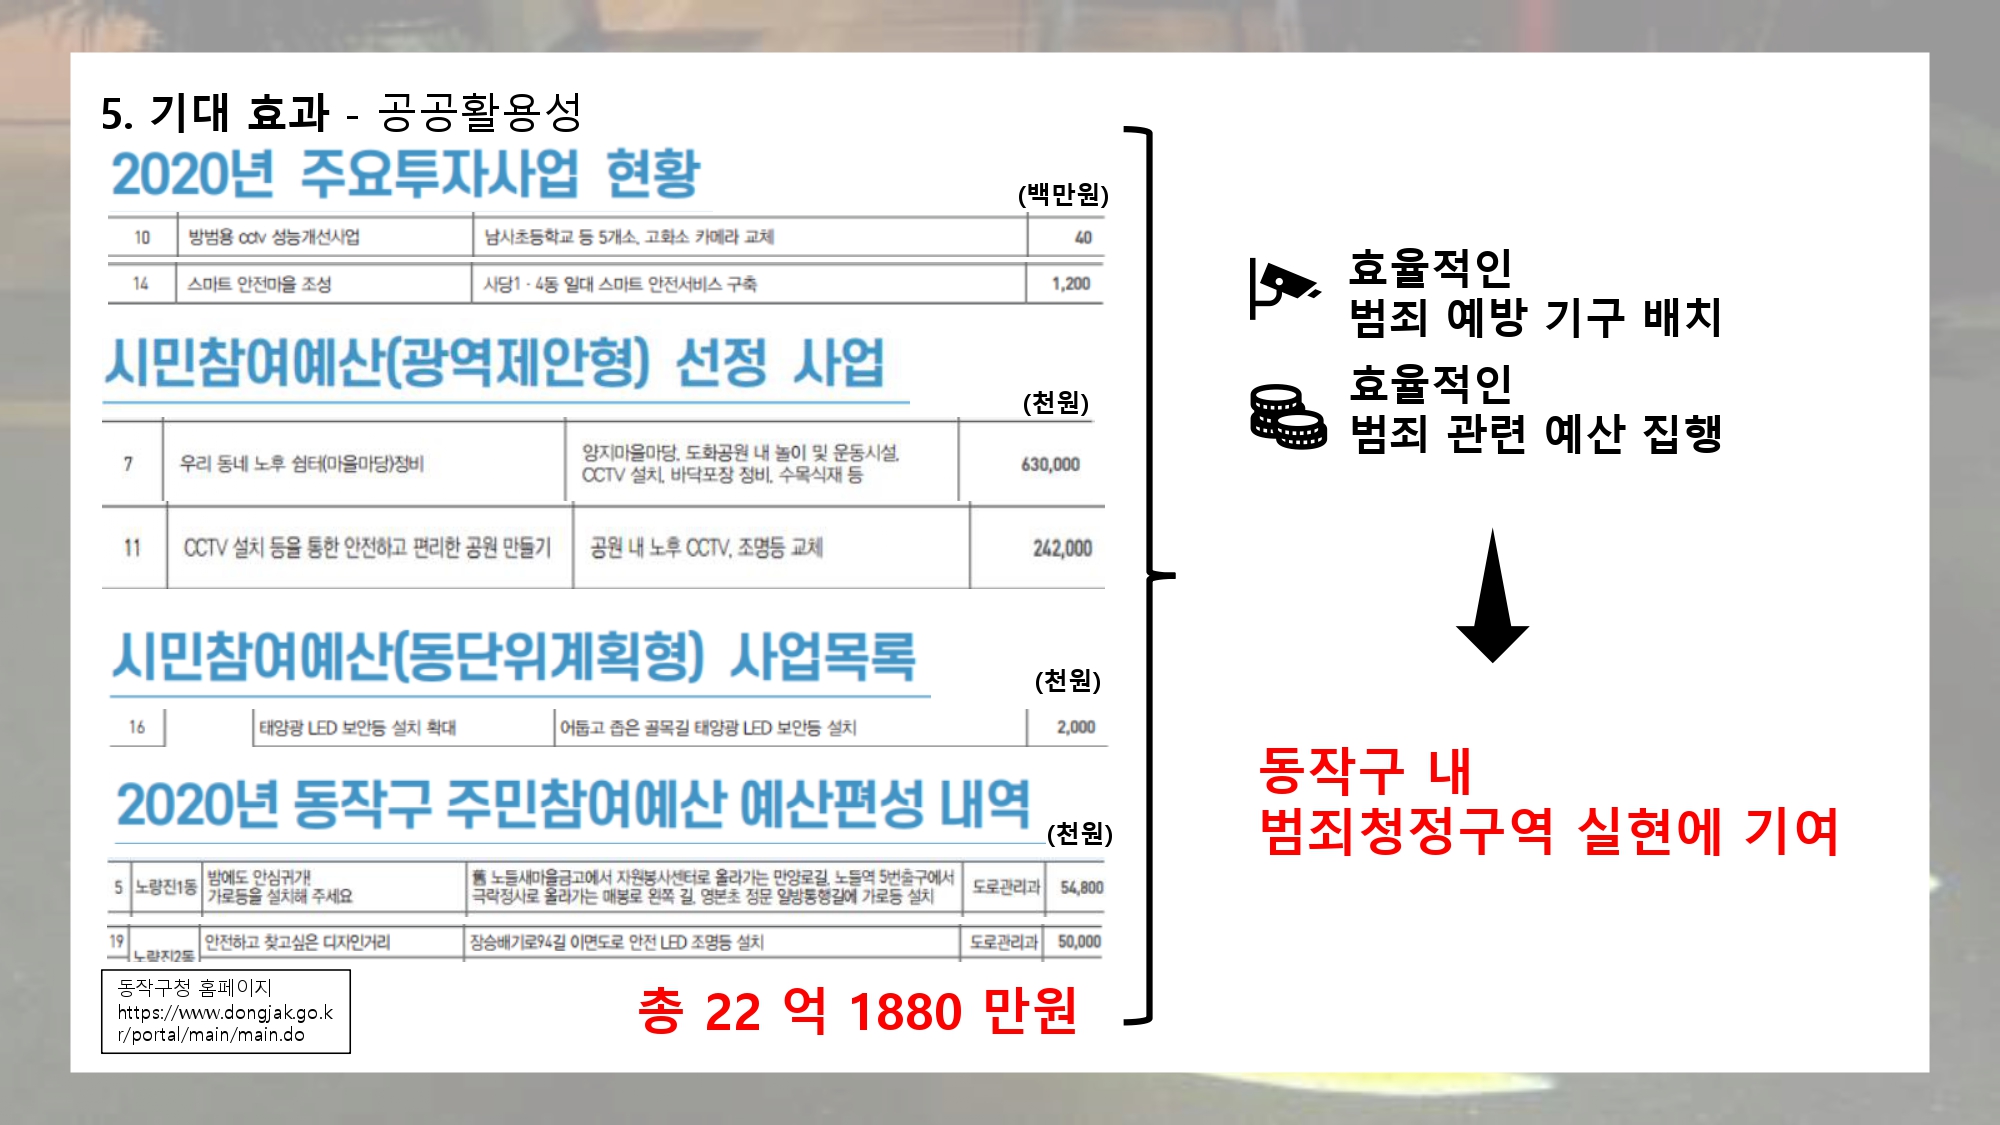 5. 기대 효과 - 공공활용성
2020년 주요투자사업 현황
(백만원)
10 방범용 cctv 성능개선사업 남사초등학교 등 5개소, 고화소 카메라 교체 40
14 스마트 안전마을 조성 사당1·4동 일대 스마트 안전서비스 구축 1,200
시민참여예산(광역제안형) 선정 사업
(천원)
7 우리 동네 노후 쉼터(마을마당)정비 양지마을마당, 도화공원 내 놀이 및 운동시설,
CCTV 설치, 바닥포장 정비, 수목식재 등 630,000
11 CCTV 설치 등을 통한 안전하고 편리한 공원 만들기 공원 내 노후 CCTV, 조명등 교체 242,000
시민참여예산(동단위계획형) 사업목록
(천원)
16 태양광 LED 보안등 설치 확대 어둡고 좁은 골목길 태양광 LED 보안등 설치 2,000
2020년 동작구 주민참여예산 예산편성 내역
(천원)
5 노량진1동 밤에도 안심귀가!
가로등을 설치해 주세요
舊 노들새마을금고에서 자원봉사센터로 올라가는 만양로길, 노들역 5번출구에서
극락정사로 올라가는 매봉로 왼쪽 길, 영본초 정문 일방통행길에 가로등 설치
도로관리과 54,800
19 노량진2동 안전하고 찾고싶은 디자인거리 장승배기로94길 이면도로 안전 LED 조명등 설치 도로관리과 50,000
동작구청 홈페이지
https://www.dongjak.go.k
r/portal/main/main.do
총 22 억 1880 만원
효율적인
범죄 예방 기구 배치
효율적인
범죄 관련 예산 집행
동작구 내
범죄청정구역 실현에 기여